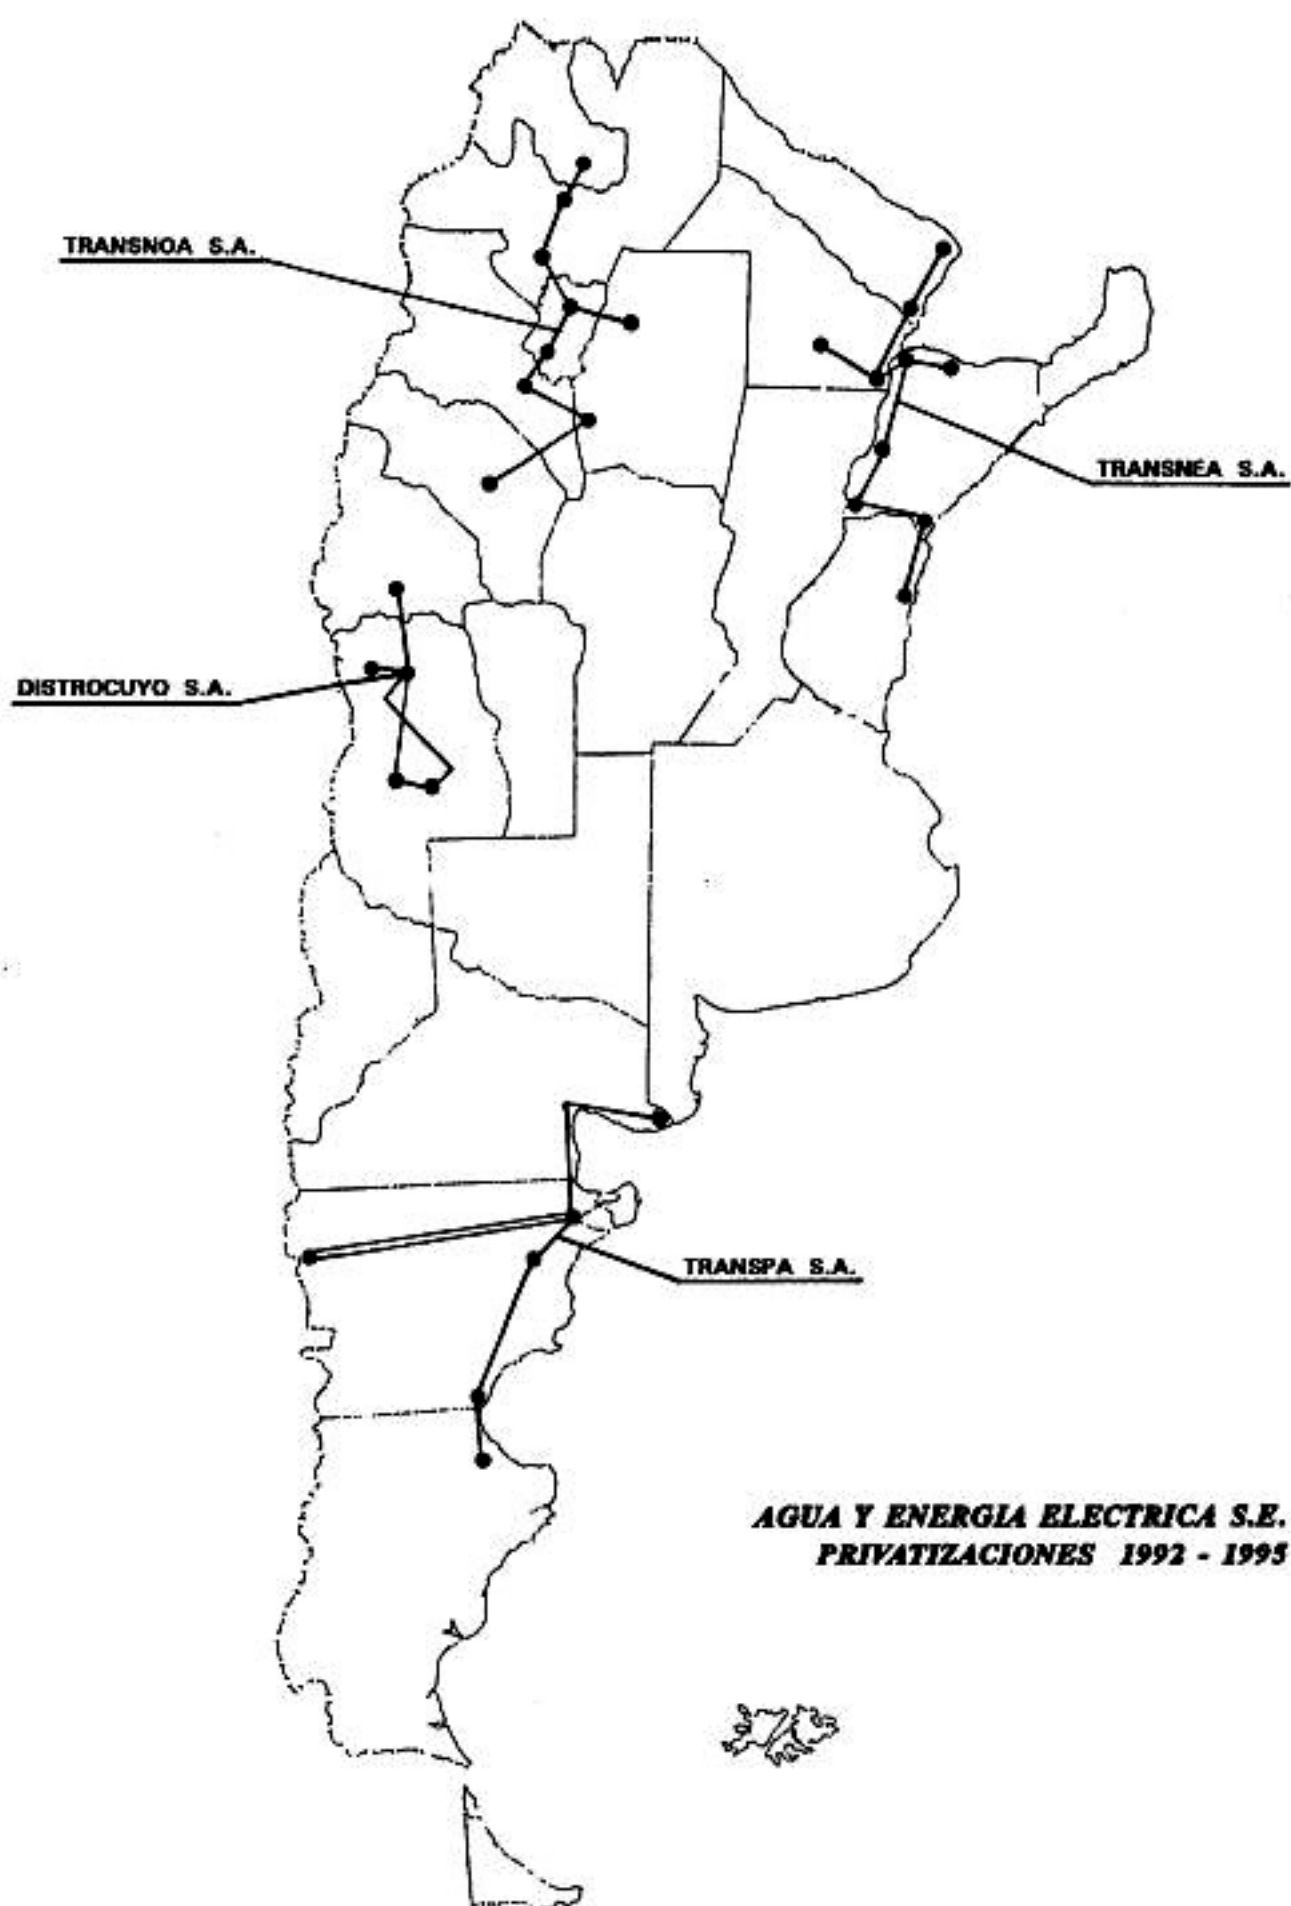 TRANSNOA S.A.
TRANSNEA S.A.
DISTROCUYO S.A.
TRANSPA S.A.
AGUA Y ENERGIA ELECTRICA S.E.
PRIVATIZACIONES 1992 - 1995